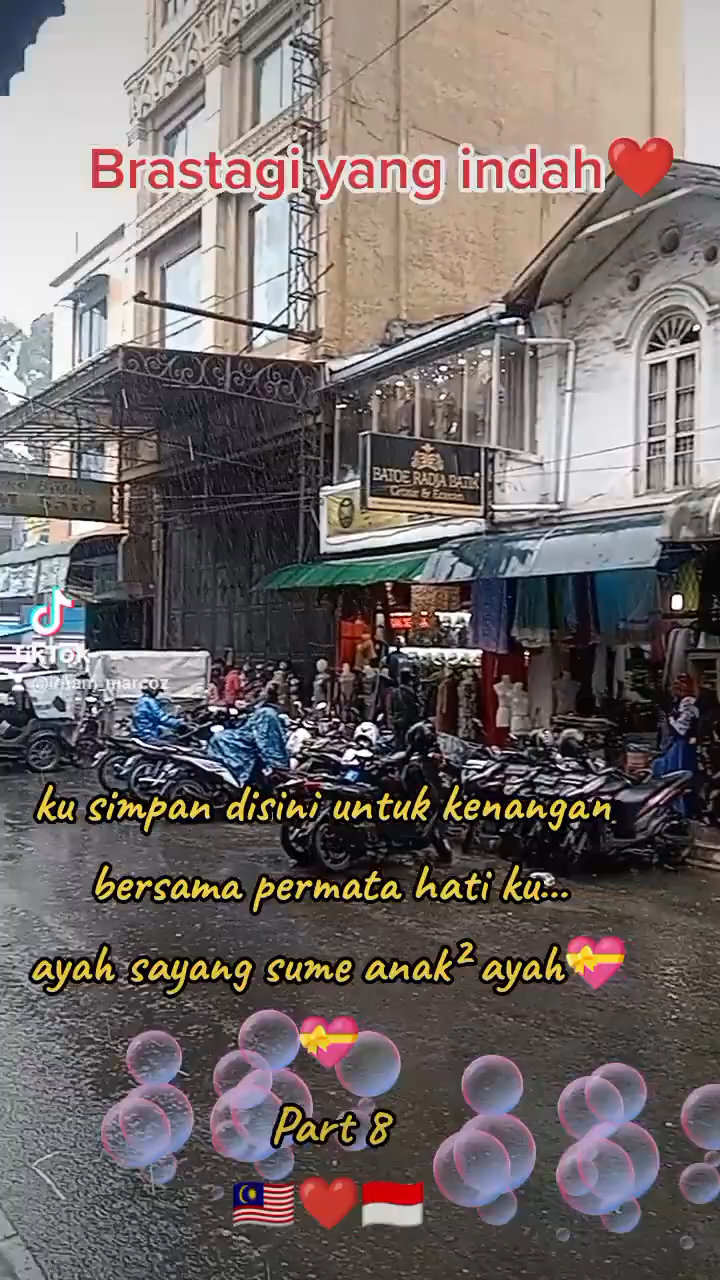 Brastagi yang indah❤️
BATOE RADJA BATIK
TikTok
ku simpan disini untuk kenangan
bersama permata hati ku...
ayah sayang sume anak² ayah💝
💝
Part 8
🇲🇾❤️🇮🇩